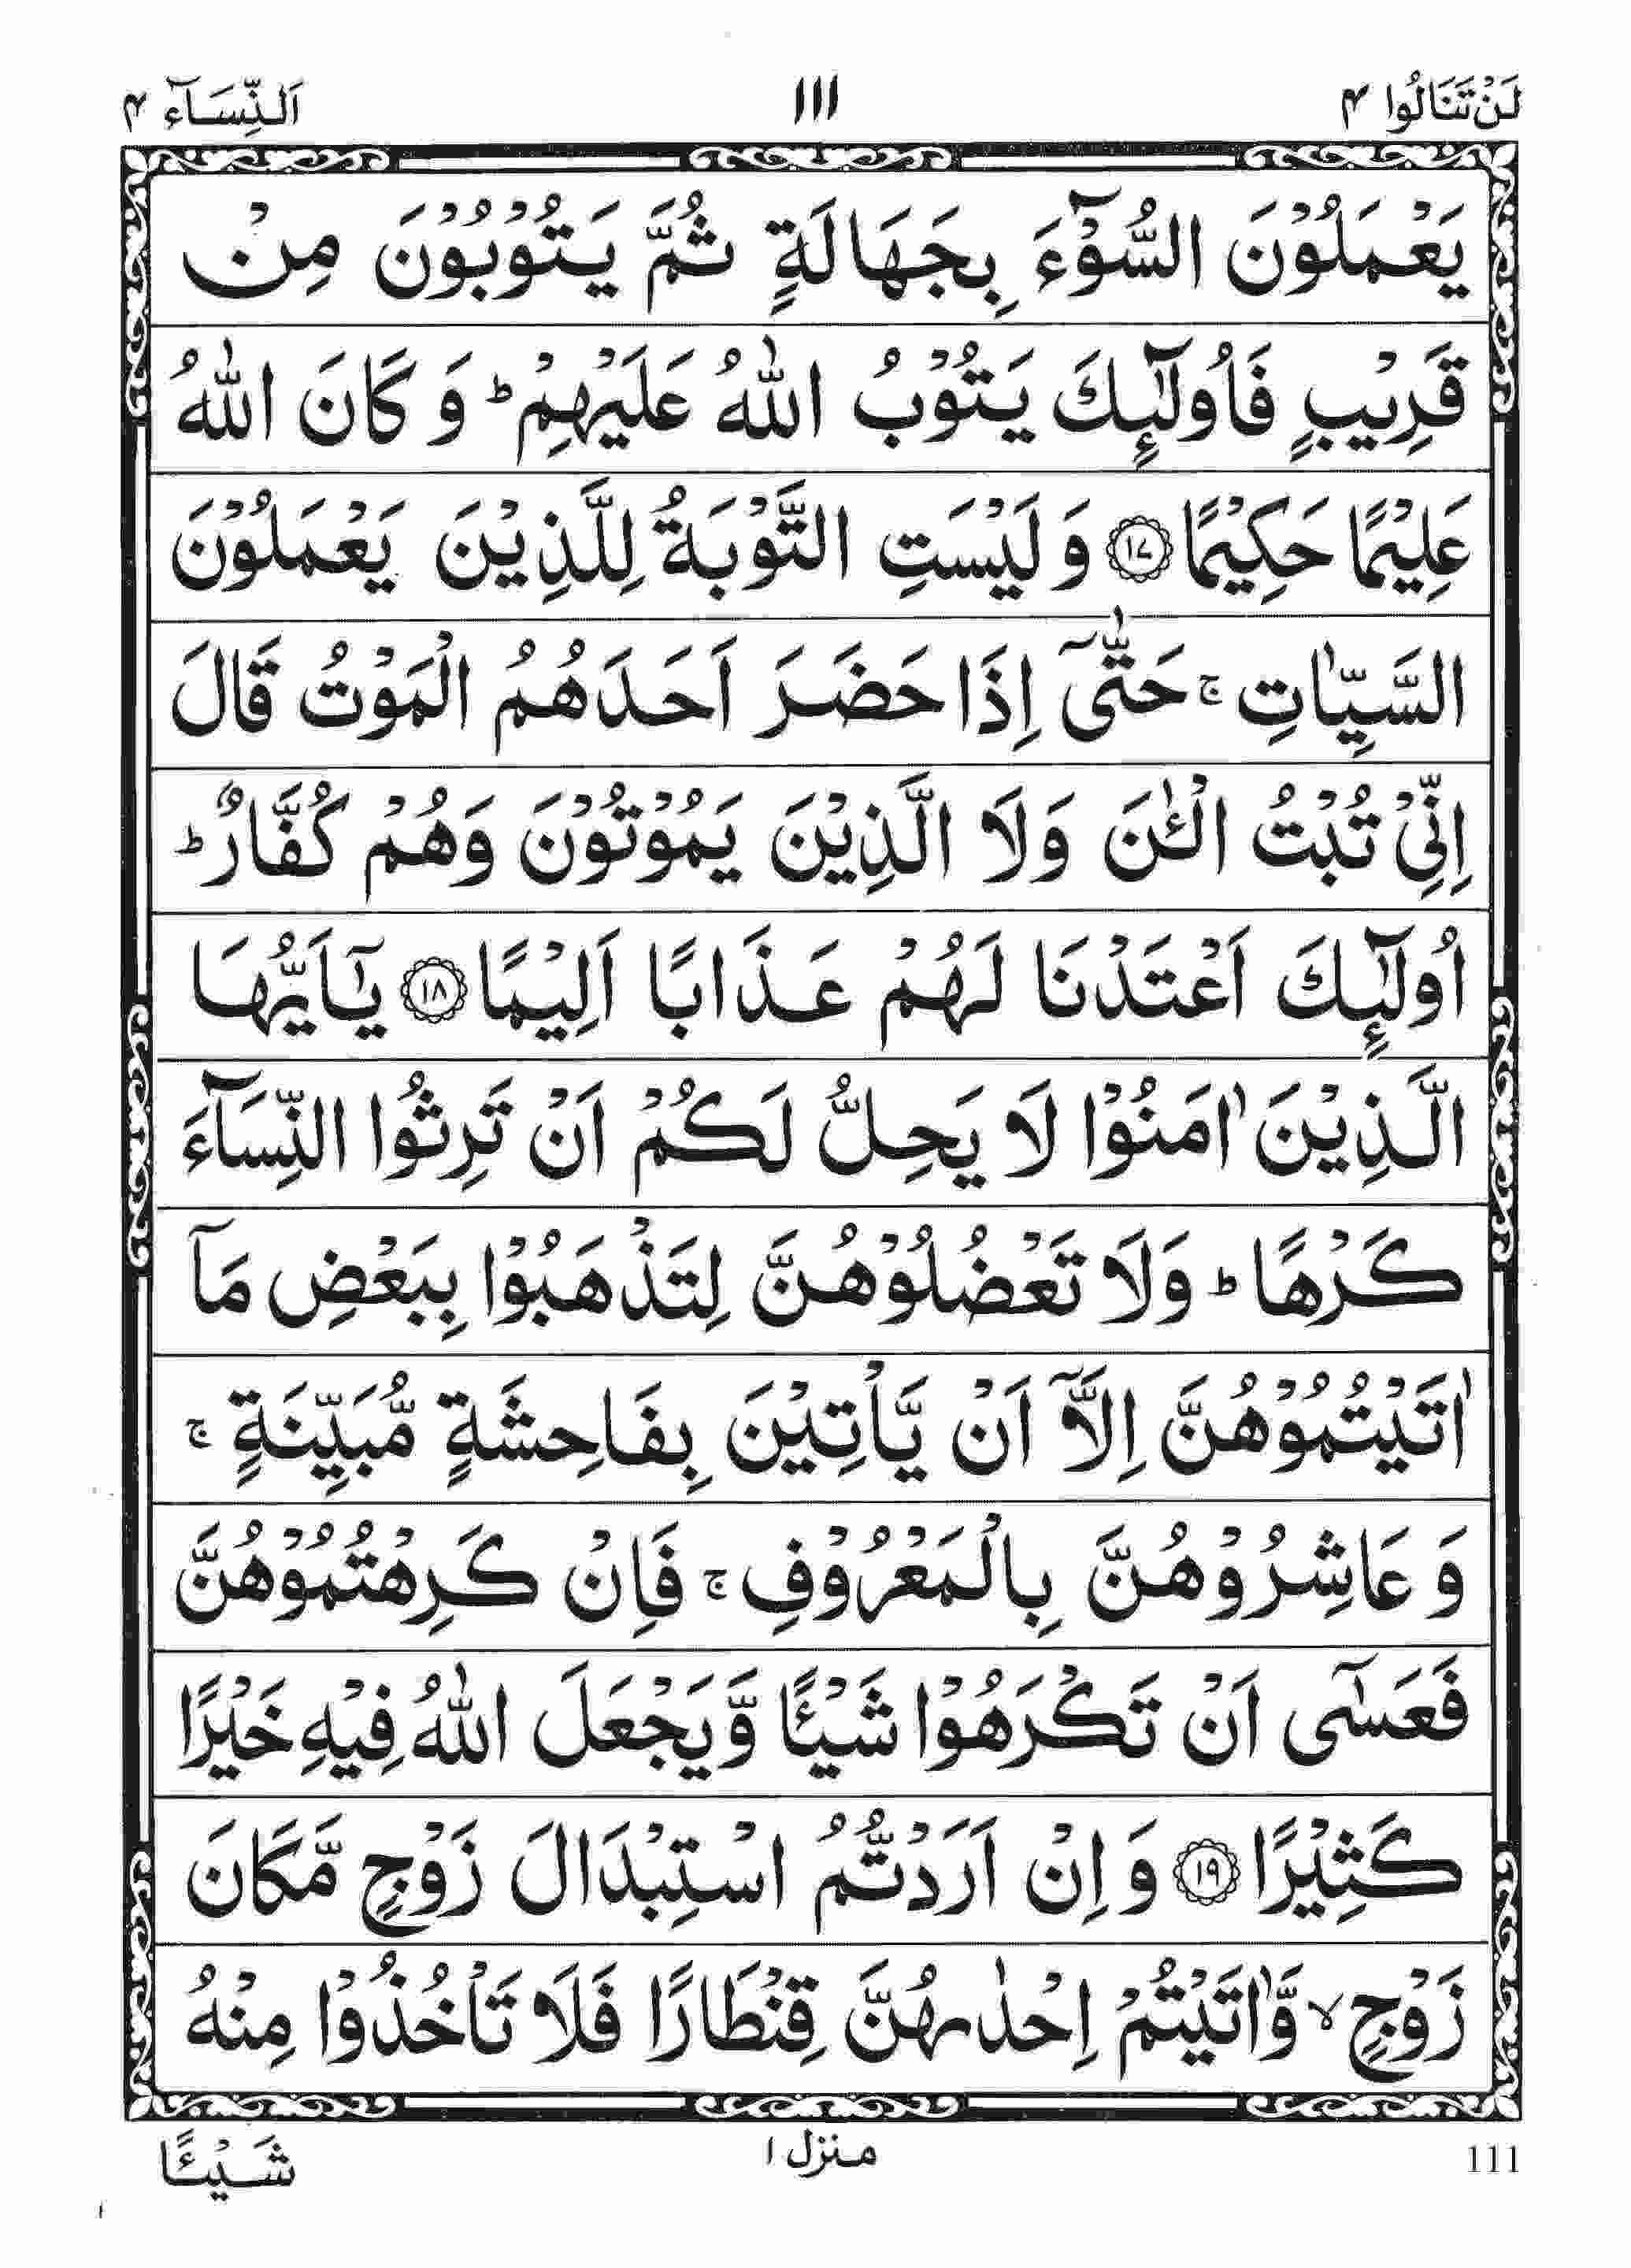 لَنْ تَنَالُوا ۴
۱۱۱
اَلنِّسَآء ۴
يَعْمَلُوْنَ السُّوْٓءَ بِجَهَالَةٍ ثُمَّ يَتُوْبُوْنَ مِنْ
قَرِيْبٍ فَاُولٰٓئِكَ يَتُوْبُ اللّٰهُ عَلَيْهِمْ ؕ وَ كَانَ اللّٰهُ
عَلِيْمًا حَكِيْمًا ۝۱۷ وَ لَيْسَتِ التَّوْبَةُ لِلَّذِيْنَ يَعْمَلُوْنَ
السَّيِّاٰتِ ۚ حَتّٰۤى اِذَا حَضَرَ اَحَدَهُمُ الْمَوْتُ قَالَ
اِنِّيْ تُبْتُ الْـٰٔنَ وَلَا الَّذِيْنَ يَمُوْتُوْنَ وَهُمْ كُفَّارٌ ؕ
اُولٰٓئِكَ اَعْتَدْنَا لَهُمْ عَذَابًا اَلِيْمًا ۝۱۸ يٰۤاَيُّهَا
الَّذِيْنَ اٰمَنُوْا لَا يَحِلُّ لَكُمْ اَنْ تَرِثُوا النِّسَآءَ
كَرْهًا ؕ وَلَا تَعْضُلُوْهُنَّ لِتَذْهَبُوْا بِبَعْضِ مَاۤ
اٰتَيْتُمُوْهُنَّ اِلَّاۤ اَنْ يَّاْتِيْنَ بِفَاحِشَةٍ مُّبَيِّنَةٍ ۚ
وَ عَاشِرُوْهُنَّ بِالْمَعْرُوْفِ ۚ فَاِنْ كَرِهْتُمُوْهُنَّ
فَعَسٰۤى اَنْ تَكْرَهُوْا شَيْـًٔا وَّيَجْعَلَ اللّٰهُ فِيْهِ خَيْرًا
كَثِيْرًا ۝۱۹ وَ اِنْ اَرَدْتُّمُ اسْتِبْدَالَ زَوْجٍ مَّكَانَ
زَوْجٍ ۙ وَّاٰتَيْتُمْ اِحْدٰىهُنَّ قِنْطَارًا فَلَا تَاْخُذُوْا مِنْهُ
شَيْـًٔا
منزل ۱
111